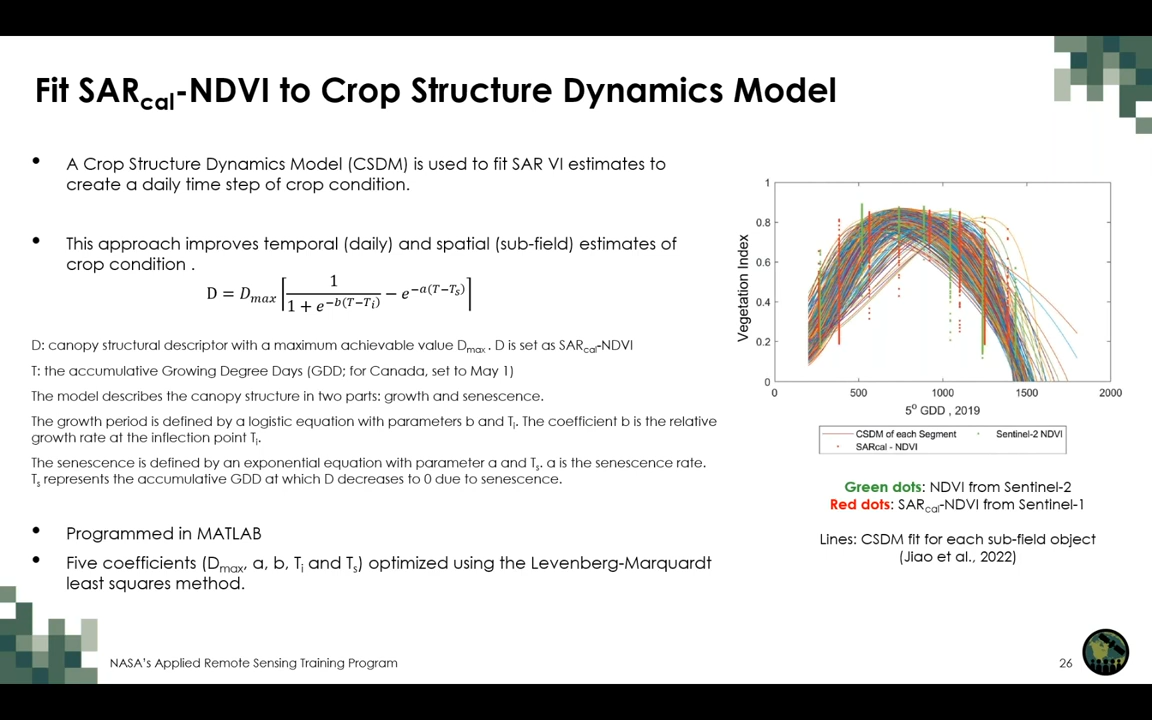 Fit SARcal-NDVI to Crop Structure Dynamics Model
• A Crop Structure Dynamics Model (CSDM) is used to fit SAR VI estimates to
create a daily time step of crop condition.
• This approach improves temporal (daily) and spatial (sub-field) estimates of
crop condition .
D = Dmax [1 / (1 + e^−b(T−Ti)) − e^−a(T−Ts)]
D: canopy structural descriptor with a maximum achievable value Dmax . D is set as SARcal-NDVI
T: the accumulative Growing Degree Days (GDD; for Canada, set to May 1)
The model describes the canopy structure in two parts: growth and senescence.
The growth period is defined by a logistic equation with parameters b and Ti. The coefficient b is the relative
growth rate at the inflection point Ti.
The senescence is defined by an exponential equation with parameter a and Ts. a is the senescence rate.
Ts represents the accumulative GDD at which D decreases to 0 due to senescence.
• Programmed in MATLAB
• Five coefficients (Dmax, a, b, Ti and Ts) optimized using the Levenberg-Marquardt
least squares method.
Vegetation Index
1
0.8
0.6
0.4
0.2
0
0 500 1000 1500 2000
5° GDD , 2019
CSDM of each Segment Sentinel-2 NDVI
SARcal - NDVI
Green dots: NDVI from Sentinel-2
Red dots: SARcal-NDVI from Sentinel-1
Lines: CSDM fit for each sub-field object
(Jiao et al., 2022)
NASA's Applied Remote Sensing Training Program
26